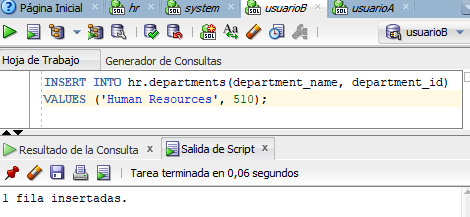 Página Inicial
hr
system
usuarioB
usuarioA
usuarioB
Hoja de Trabajo
Generador de Consultas
INSERT INTO hr.departments(department_name, department_id)
VALUES ('Human Resources', 510);
Resultado de la Consulta
Salida de Script
Tarea terminada en 0,06 segundos
1 fila insertadas.